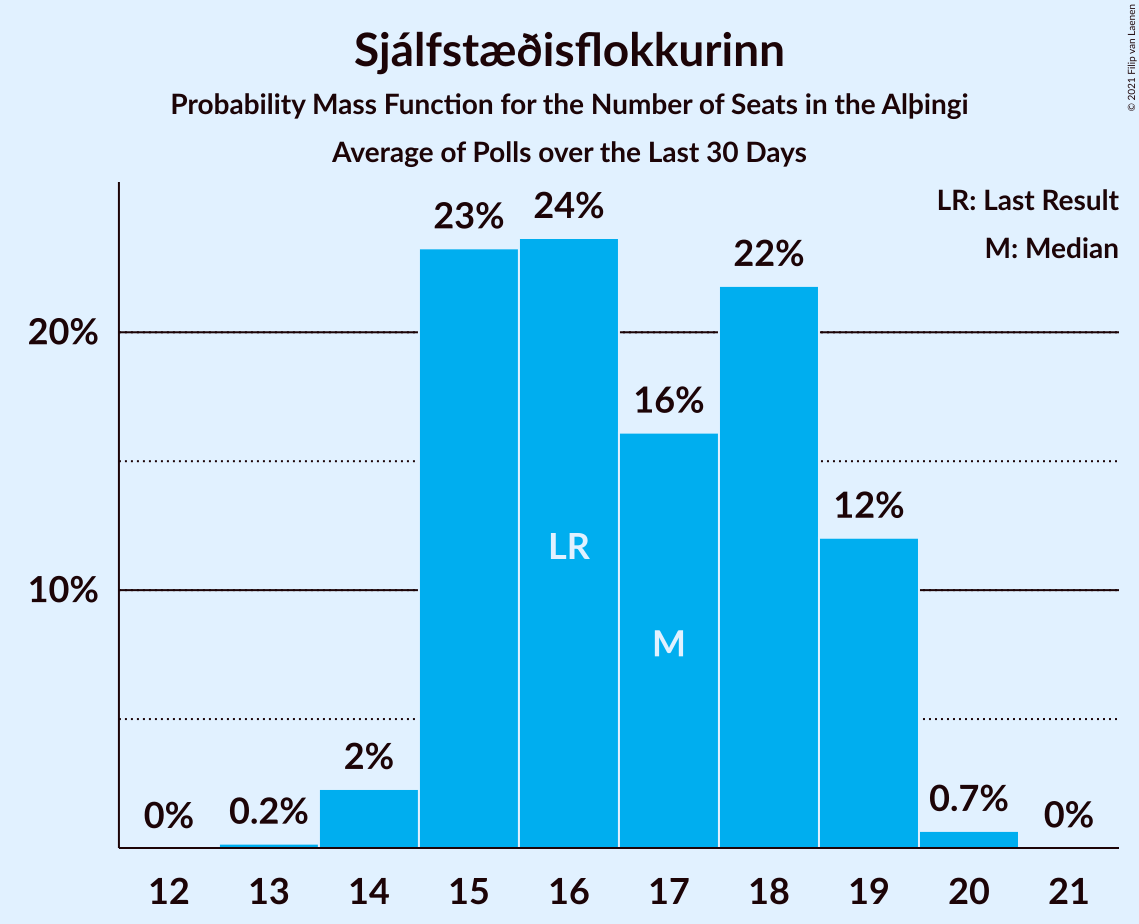 Sjálfstæðisflokkurinn
Probability Mass Function for the Number of Seats in the Alþingi
Average of Polls over the Last 30 Days
© 2021 Filip van Laenen
LR: Last Result
M: Median
23%
24%
22%
20%
16%
12%
LR
10%
M
2%
0%
0.2%
0.7%
0%
12 13 14 15 16 17 18 19 20 21